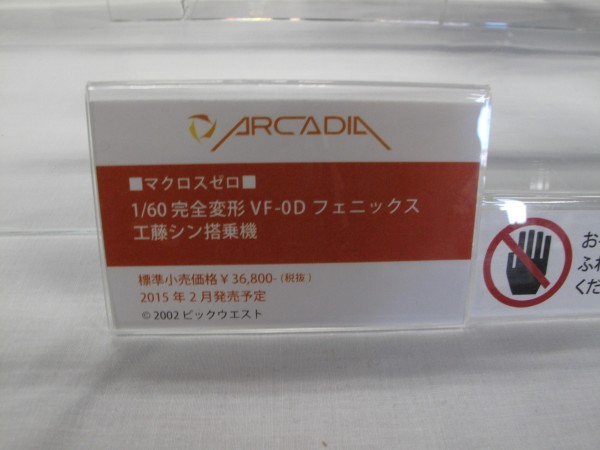 ARCADIA
■マクロスゼロ■
1/60 完全変形 VF-0D フェニックス
工藤シン搭乗機
標準小売価格￥36,800-(税抜)
2015年2月発売予定
©2002 ビックウエスト
お
ふれ
くだ